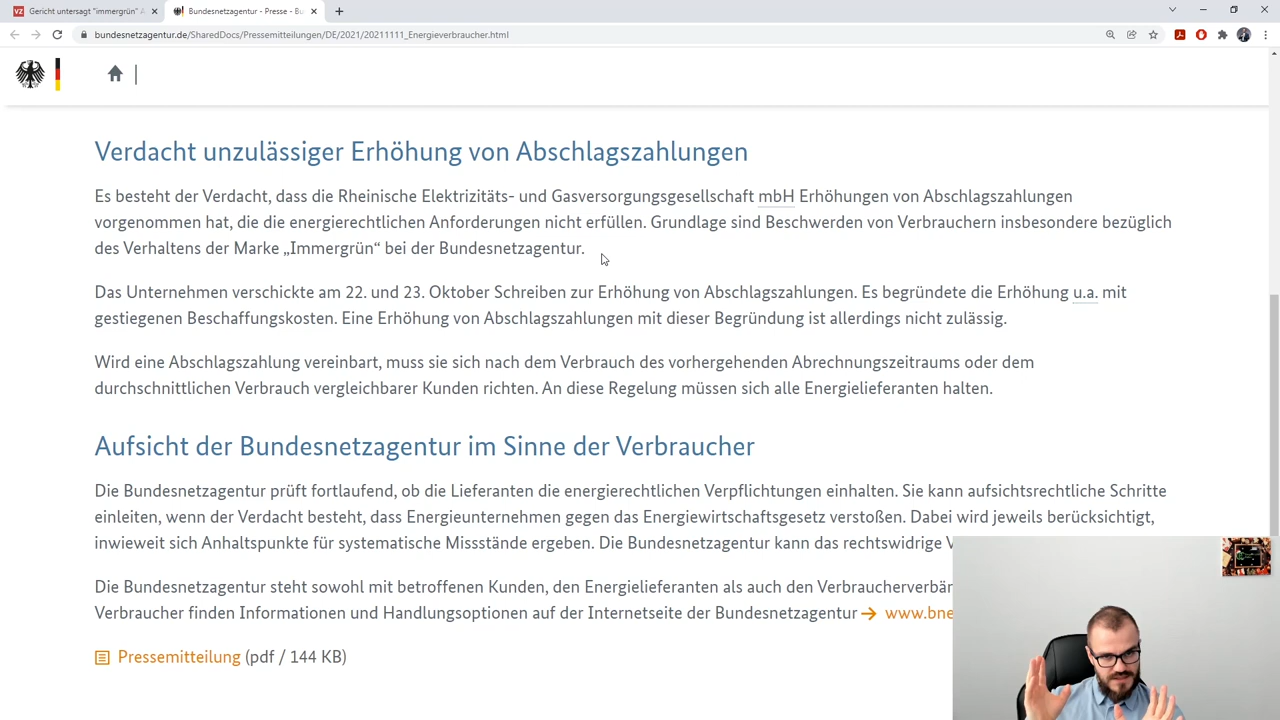 Gericht untersagt "immergrün" A
Bundesnetzagentur - Presse - Bu
bundesnetzagentur.de/SharedDocs/Pressemitteilungen/DE/2021/20211111_Energieverbraucher.html
Verdacht unzulässiger Erhöhung von Abschlagszahlungen
Es besteht der Verdacht, dass die Rheinische Elektrizitäts- und Gasversorgungsgesellschaft mbH Erhöhungen von Abschlagszahlungen
vorgenommen hat, die die energierechtlichen Anforderungen nicht erfüllen. Grundlage sind Beschwerden von Verbrauchern insbesondere bezüglich
des Verhaltens der Marke „Immergrün“ bei der Bundesnetzagentur.
Das Unternehmen verschickte am 22. und 23. Oktober Schreiben zur Erhöhung von Abschlagszahlungen. Es begründete die Erhöhung u.a. mit
gestiegenen Beschaffungskosten. Eine Erhöhung von Abschlagszahlungen mit dieser Begründung ist allerdings nicht zulässig.
Wird eine Abschlagszahlung vereinbart, muss sie sich nach dem Verbrauch des vorhergehenden Abrechnungszeitraums oder dem
durchschnittlichen Verbrauch vergleichbarer Kunden richten. An diese Regelung müssen sich alle Energielieferanten halten.
Aufsicht der Bundesnetzagentur im Sinne der Verbraucher
Die Bundesnetzagentur prüft fortlaufend, ob die Lieferanten die energierechtlichen Verpflichtungen einhalten. Sie kann aufsichtsrechtliche Schritte
einleiten, wenn der Verdacht besteht, dass Energieunternehmen gegen das Energiewirtschaftsgesetz verstoßen. Dabei wird jeweils berücksichtigt,
inwieweit sich Anhaltspunkte für systematische Missstände ergeben. Die Bundesnetzagentur kann das rechtswidrige V
Die Bundesnetzagentur steht sowohl mit betroffenen Kunden, den Energielieferanten als auch den Verbraucherverbän
Verbraucher finden Informationen und Handlungsoptionen auf der Internetseite der Bundesnetzagentur → www.bne
Pressemitteilung (pdf / 144 KB)